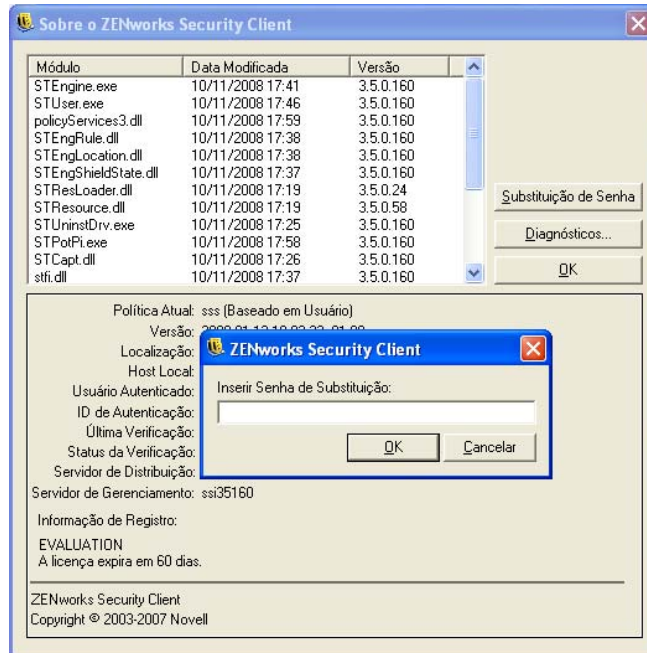 Sobre o ZENworks Security Client
Módulo Data Modificada Versão
STEngine.exe 10/11/2008 17:41 3.5.0.160
STUser.exe 10/11/2008 17:46 3.5.0.160
policyServices3.dll 10/11/2008 17:59 3.5.0.160
STEngRule.dll 10/11/2008 17:38 3.5.0.160
STEngLocation.dll 10/11/2008 17:38 3.5.0.160
STEngShieldState.dll 10/11/2008 17:37 3.5.0.160
STResLoader.dll 10/11/2008 17:19 3.5.0.24
STResource.dll 10/11/2008 17:19 3.5.0.58
STUninstDrv.exe 10/11/2008 17:25 3.5.0.160
STPotPi.exe 10/11/2008 17:58 3.5.0.160
STCapt.dll 10/11/2008 17:26 3.5.0.160
stfi.dll 10/11/2008 17:37 3.5.0.160
Substituição de Senha
Diagnósticos...
OK
Política Atual: sss (Baseado em Usuário)
Versão:
Localização:
Host Local:
Usuário Autenticado:
ID de Autenticação:
Última Verificação:
Status da Verificação:
Servidor de Distribuição:
Servidor de Gerenciamento: ssi35160
ZENworks Security Client
Inserir Senha de Substituição:
OK Cancelar
Informação de Registro:
EVALUATION
A licença expira em 60 dias.
ZENworks Security Client
Copyright © 2003-2007 Novell